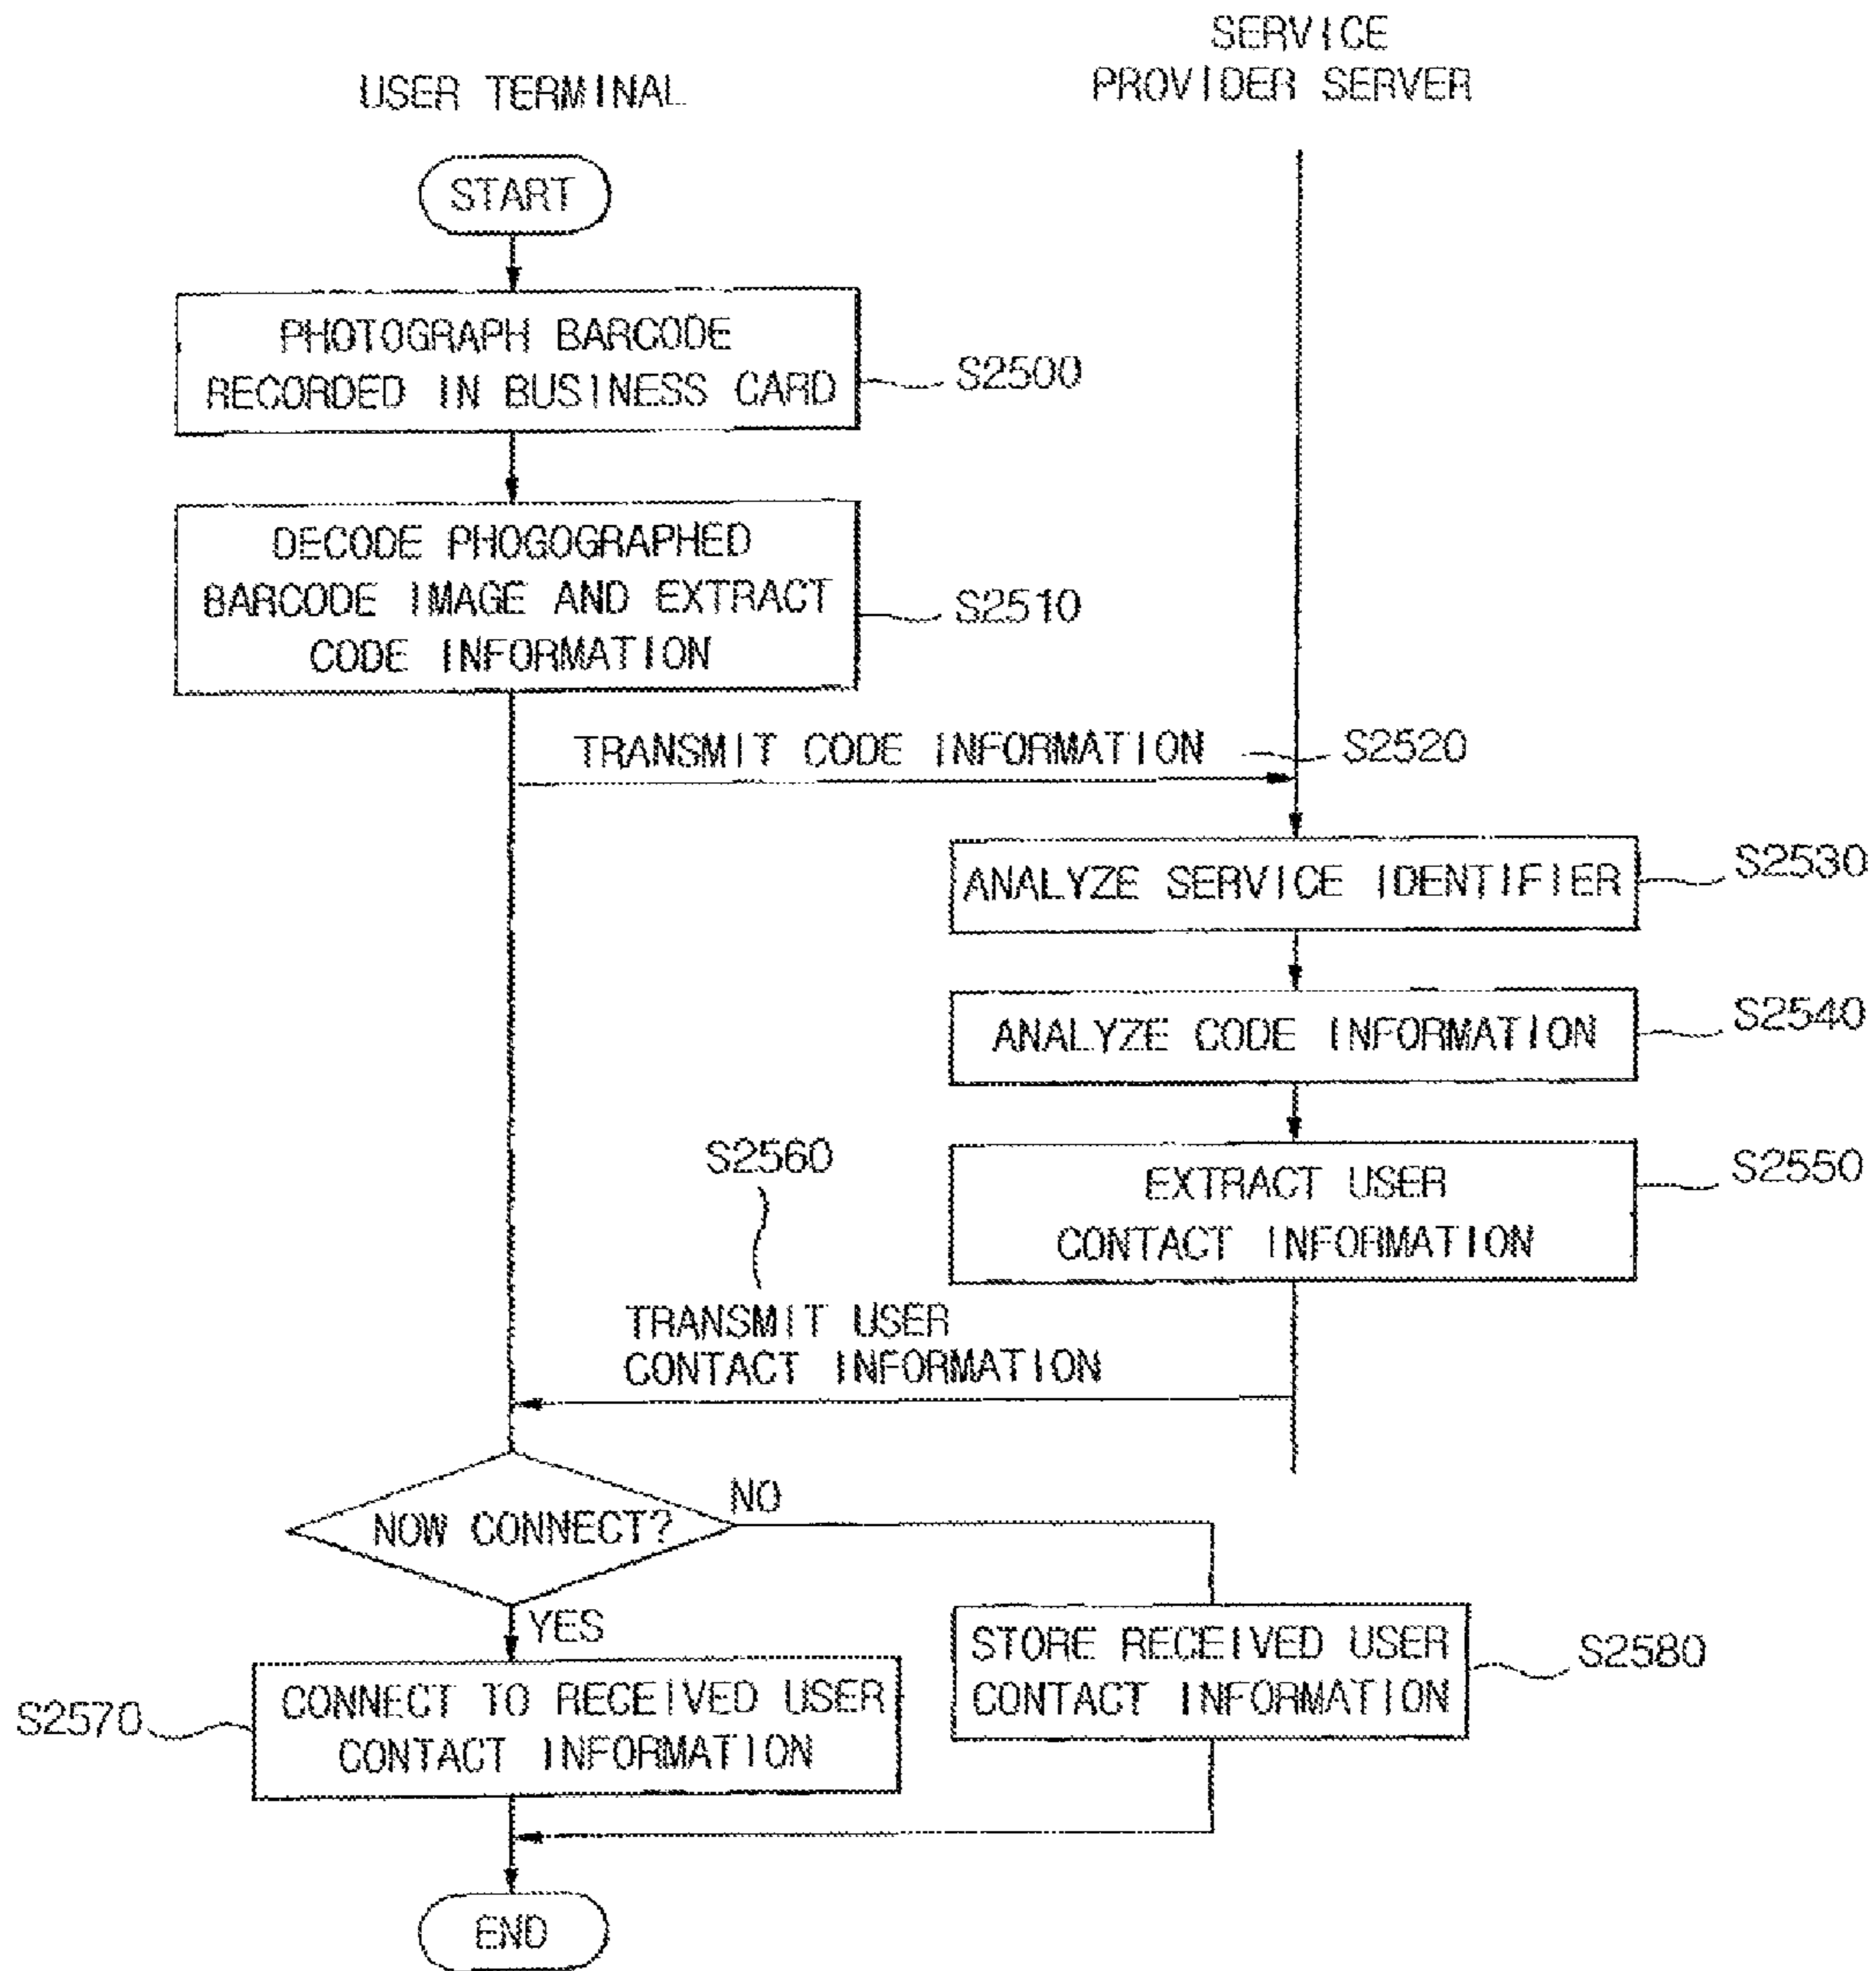 SERVICE
PROVIDER SERVER
USER TERMINAL
START
PHOTOGRAPH BARCODE
RECORDED IN BUSINESS CARD
S2500
DECODE PHOGOGRAPHED
BARCODE IMAGE AND EXTRACT
CODE INFORMATION
S2510
TRANSMIT CODE INFORMATION
S2520
ANALYZE SERVICE IDENTIFIER
S2530
ANALYZE CODE INFORMATION
S2540
EXTRACT USER
CONTACT INFORMATION
S2550
S2560
TRANSMIT USER
CONTACT INFORMATION
NOW CONNECT?
NO
YES
CONNECT TO RECEIVED USER
CONTACT INFORMATION
S2570
STORE RECEIVED USER
CONTACT INFORMATION
S2580
END